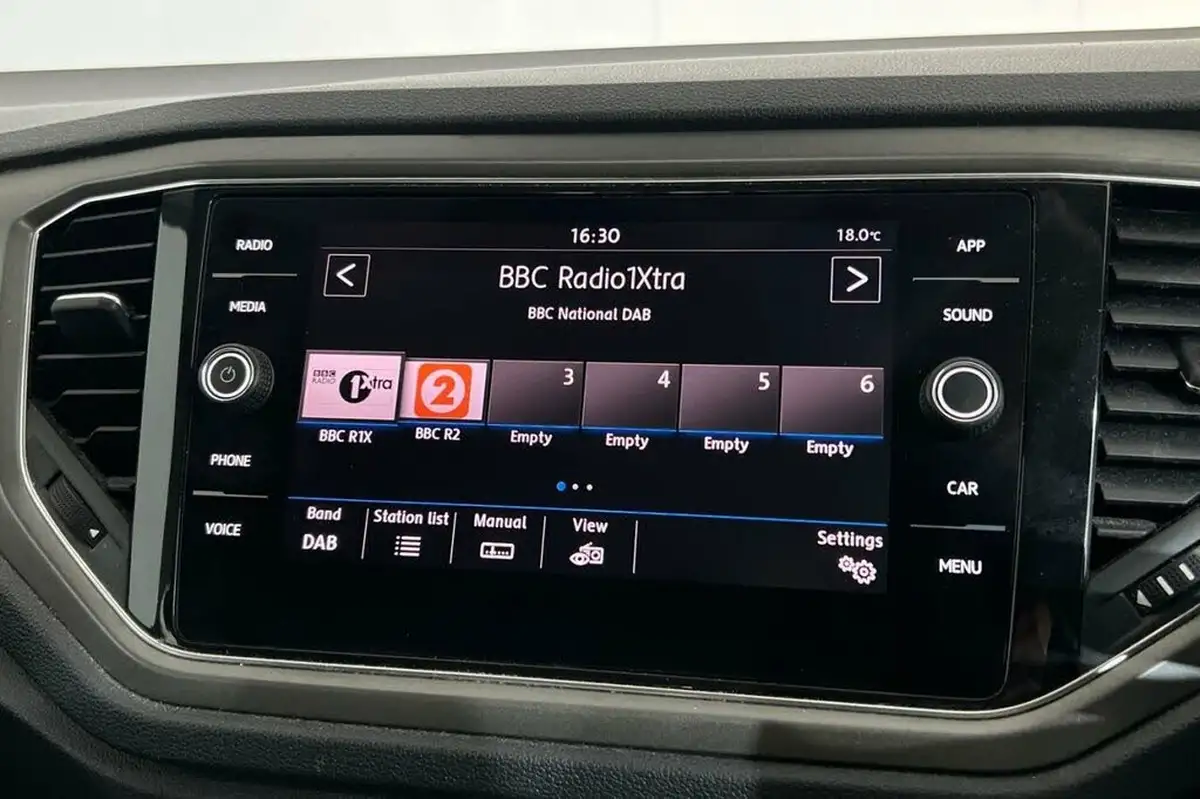 RADIO
MEDIA
PHONE
VOICE
16:30
18.0°C
<
BBC Radio1Xtra
>
BBC National DAB
BBC RADIO 1Xtra
2
3
4
5
6
BBC R1X
BBC R2
Empty
Empty
Empty
Empty
Band
DAB
Station list
Manual
View
Settings
APP
SOUND
CAR
MENU